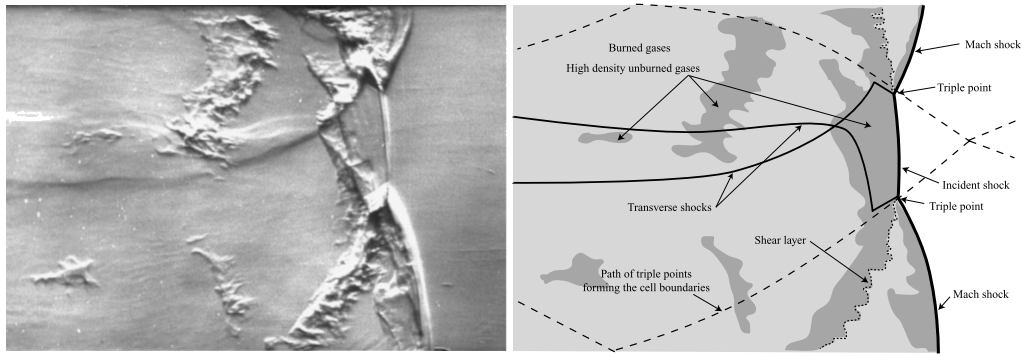 Burned gases
High density unburned gases
Mach shock
Triple point
Incident shock
Triple point
Transverse shocks
Shear layer
Path of triple points
forming the cell boundaries
Mach shock